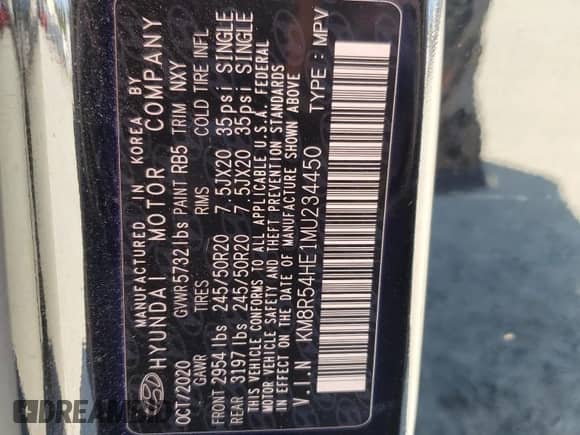 MANUFACTURED IN KOREA BY
HYUNDAI MOTOR COMPANY
OCT/2020 GVWR5732lbs PAINT RB5 TRIM NXY
GAWR TIRES RIMS COLD TIRE INFL
FRONT 2954 lbs 245/50R20 7.5JX20 35psi SINGLE
REAR 3197 lbs 245/50R20 7.5JX20 35psi SINGLE
THIS VEHICLE CONFORMS TO ALL APPLICABLE U.S.A. FEDERAL
MOTOR VEHICLE SAFETY AND THEFT PREVENTION STANDARDS
IN EFFECT ON THE DATE OF MANUFACTURE SHOWN ABOVE
V.I.N KM8R54HE1MU234450 TYPE : MPV